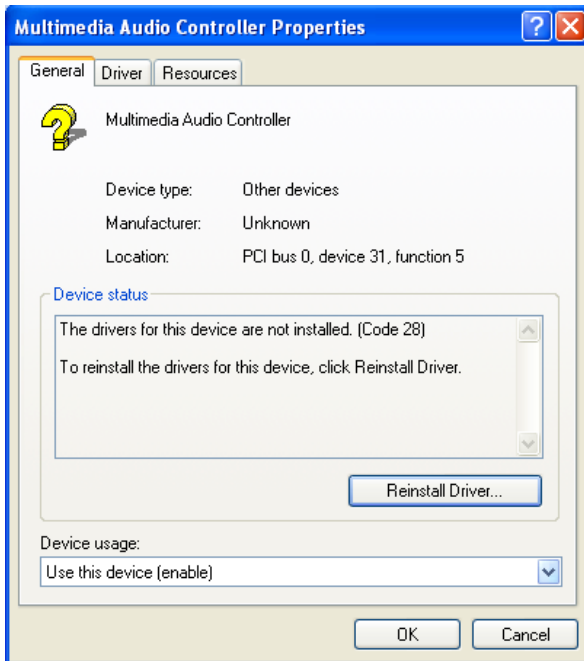 Multimedia Audio Controller Properties
General Driver Resources
Multimedia Audio Controller
Device type: Other devices
Manufacturer: Unknown
Location: PCI bus 0, device 31, function 5
Device status
The drivers for this device are not installed. (Code 28)
To reinstall the drivers for this device, click Reinstall Driver.
Reinstall Driver...
Device usage:
Use this device (enable)
OK Cancel